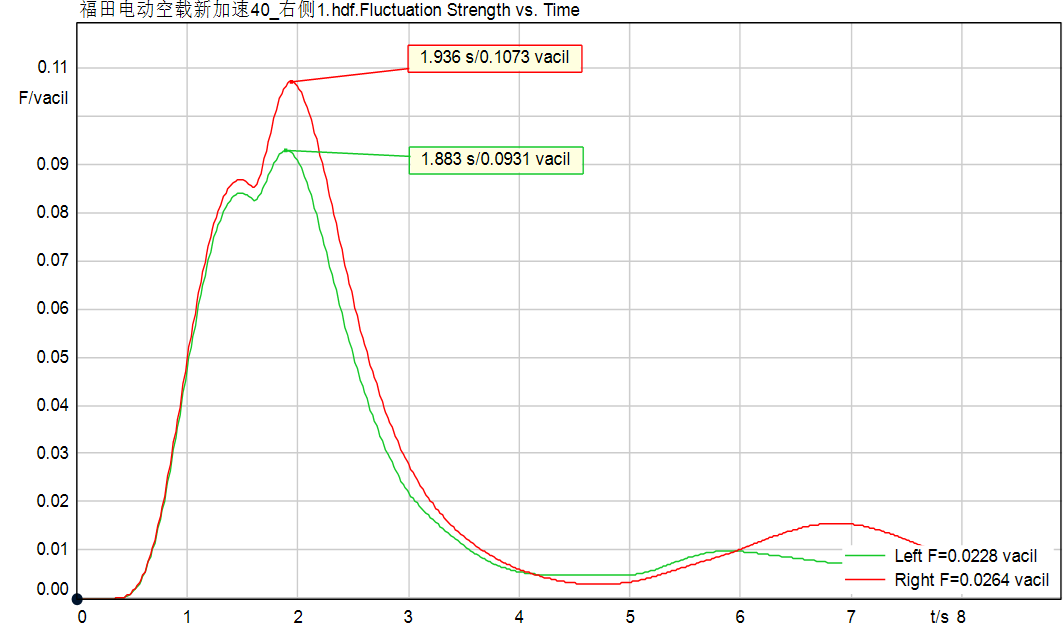 福田电动空载新加速40_右侧1.hdf.Fluctuation Strength vs. Time
1.936 s/0.1073 vacil
0.11
F/vacil
1.883 s/0.0931 vacil
0.09
0.08
0.07
0.06
0.05
0.04
0.03
0.02
0.01
Left F=0.0228 vacil
Right F=0.0264 vacil
0.00
0 1 2 3 4 5 6 7 t/s 8